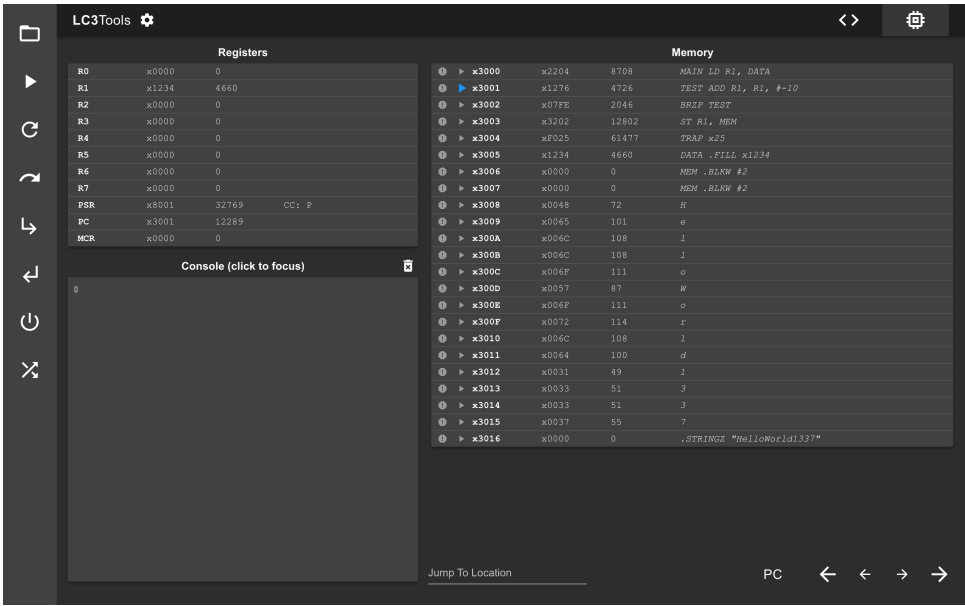 LC3Tools
Registers
R0 x0000 0
R1 x1234 4660
R2 x0000 0
R3 x0000 0
R4 x0000 0
R5 x0000 0
R6 x0000 0
R7 x0000 0
PSR x8001 32769 CC: P
PC x3001 12289
MCR x0000 0
Console (click to focus)
Memory
x3000 x2204 8708 MAIN LD R1, DATA
x3001 x1276 4726 TEST ADD R1, R1, #-10
x3002 x07FE 2046 BRZP TEST
x3003 x3202 12802 ST R1, MEM
x3004 xF025 61477 TRAP x25
x3005 x1234 4660 DATA .FILL x1234
x3006 x0000 0 MEM .BLKW #2
x3007 x0000 0 MEM .BLKW #2
x3008 x0048 72 H
x3009 x0065 101 e
x300A x006C 108 l
x300B x006C 108 l
x300C x006F 111 o
x300D x0057 87 W
x300E x006F 111 o
x300F x0072 114 r
x3010 x006C 108 l
x3011 x0064 100 d
x3012 x0031 49 1
x3013 x0033 51 3
x3014 x0033 51 3
x3015 x0037 55 7
x3016 x0000 0 .STRINGZ "HelloWorld1337"
Jump To Location
PC